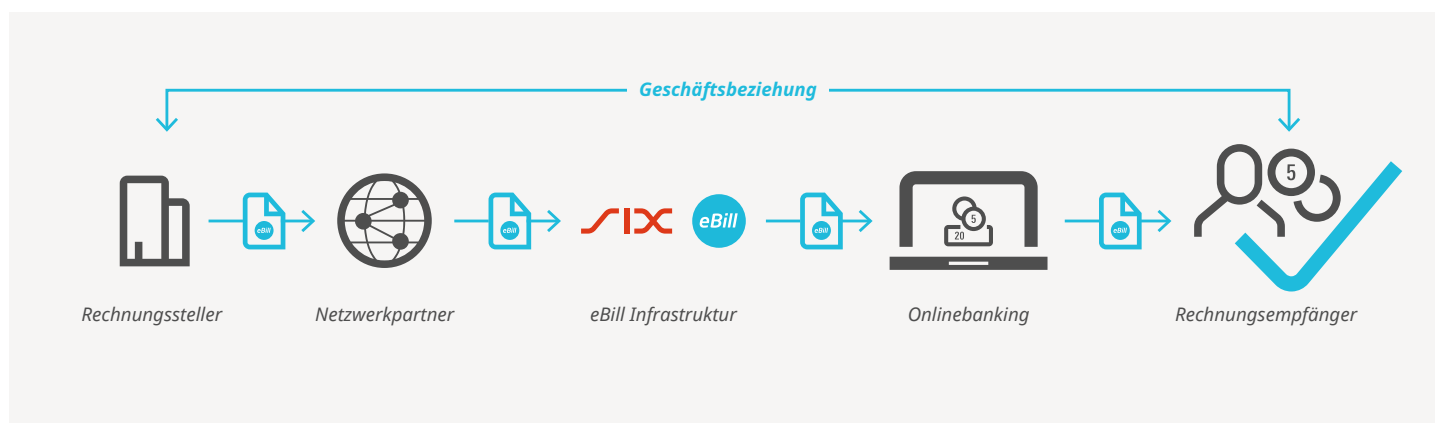 Geschäftsbeziehung
5
eBill
eBill
SIX eBill
eBill
5
20
eBill
Rechnungssteller
Netzwerkpartner
eBill Infrastruktur
Onlinebanking
Rechnungsempfänger